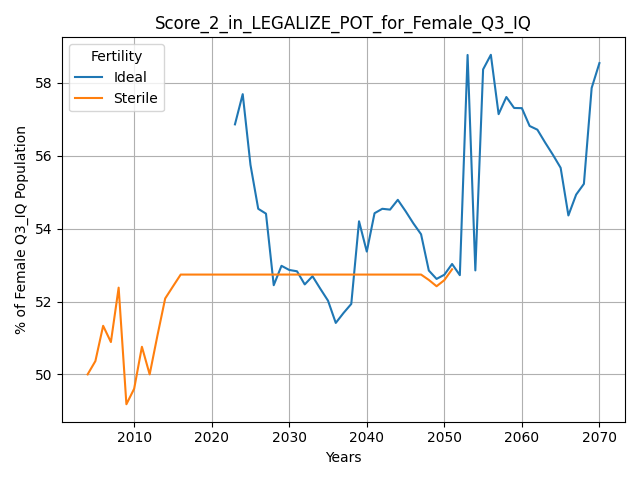 Score_2_in_LEGALIZE_POT_for_Female_Q3_IQ
Fertility
Ideal
Sterile
% of Female Q3_IQ Population
58
56
54
52
50
2010 2020 2030 2040 2050 2060 2070
Years